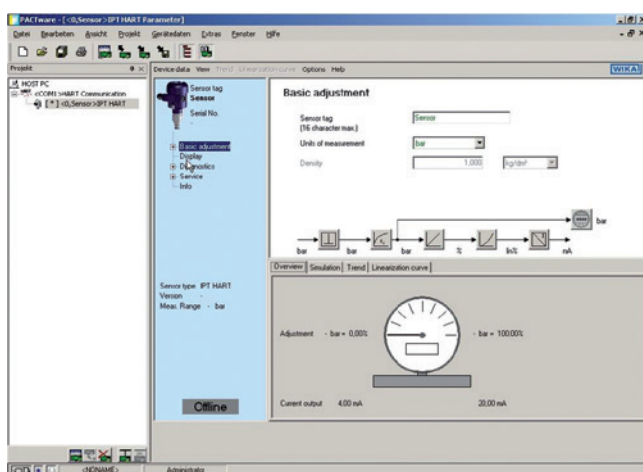 PACTware - [<0,Sensor>IPT HART Parameter]
Datei Bearbeiten Ansicht Projekt Gerätedaten Extras Fenster Hilfe
Projekt
HOST PC
<COM1>HART Communication
[*] <0,Sensor>IPT HART
Device data View Trend Linearization curve Options Help
WIKA
Sensor tag
Sensor
Serial No.
-
Basic adjustment
Display
Diagnostics
Service
Info
Sensor type IPT HART
Version -
Meas. Range - bar
Offline
Basic adjustment
Sensor tag
(16 character max.)
Sensor
Units of measurement
bar
Density
1,000
kg/dm³
bar
bar bar bar % lin% mA
Overview Simulation Trend Linearization curve
Adjustment - bar = 0,00%
- bar = 100,00%
Current output 4,00 mA
20,00 mA
<NONAME> Administrator